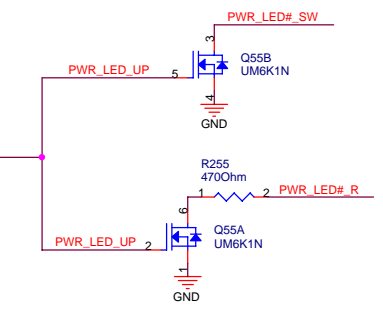 PWR_LED#_SW
3
Q55B
UM6K1N
PWR_LED_UP
5
4
GND
R255
470Ohm
1
2
PWR_LED#_R
6
Q55A
UM6K1N
PWR_LED_UP
2
1
GND